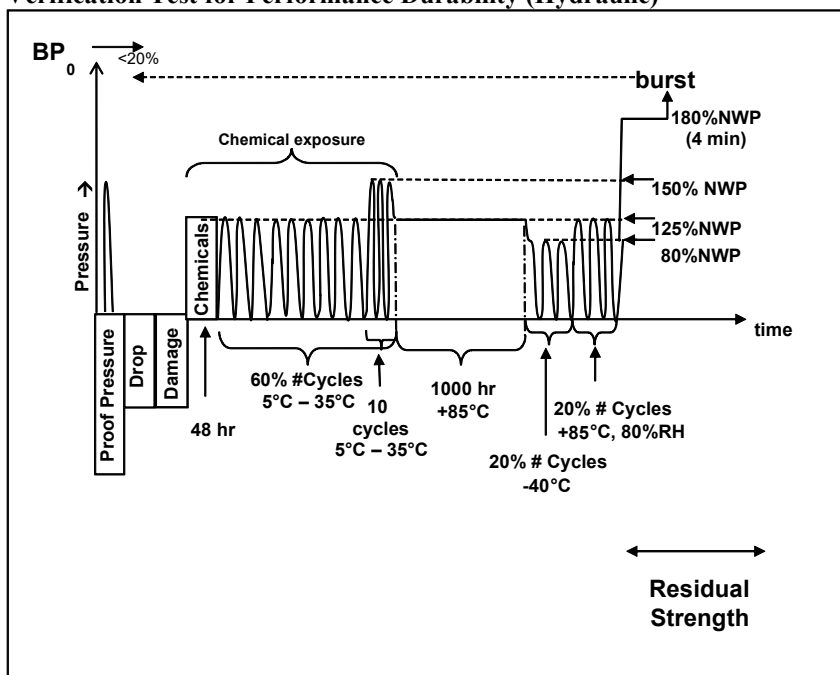 Verification Test for Performance Durability (Hydraulic)
BP0
<20%
burst
180%NWP
(4 min)
Chemical exposure
150% NWP
125%NWP
80%NWP
Pressure
Chemicals
time
Proof Pressure
Drop
Damage
48 hr
60% #Cycles
5°C – 35°C
10
cycles
5°C – 35°C
1000 hr
+85°C
20% # Cycles
+85°C, 80%RH
20% # Cycles
-40°C
Residual
Strength